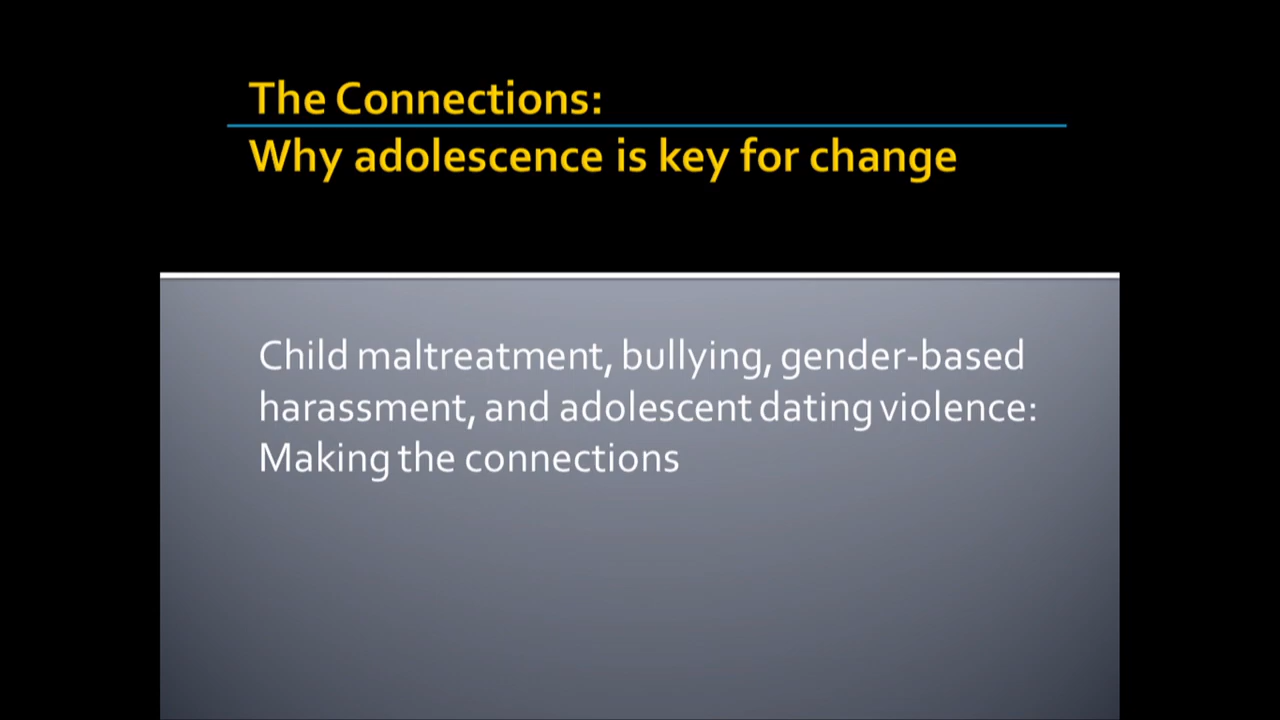 The Connections:
Why adolescence is key for change
Child maltreatment, bullying, gender-based
harassment, and adolescent dating violence:
Making the connections